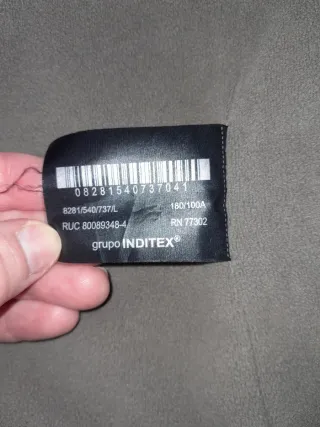 08281540737041
8281/540/737/L 180/100A
RUC 80089348-4 RN 77302
grupo INDITEX®